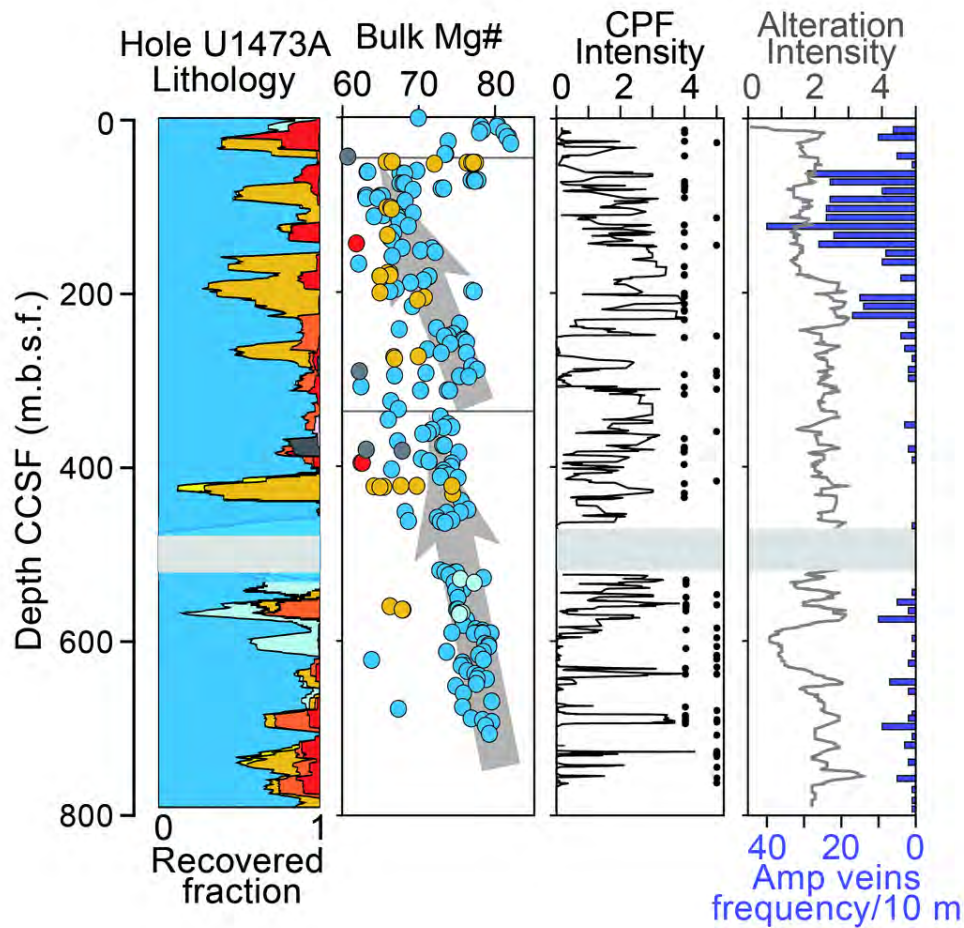 Hole U1473A
Lithology
Bulk Mg#
CPF
Intensity
Alteration
Intensity
60 70 80
0 2 4
0 2 4
Depth CCSF (m.b.s.f.)
0
200
400
600
800
0 1
Recovered
fraction
40 20 0
Amp veins
frequency/10 m